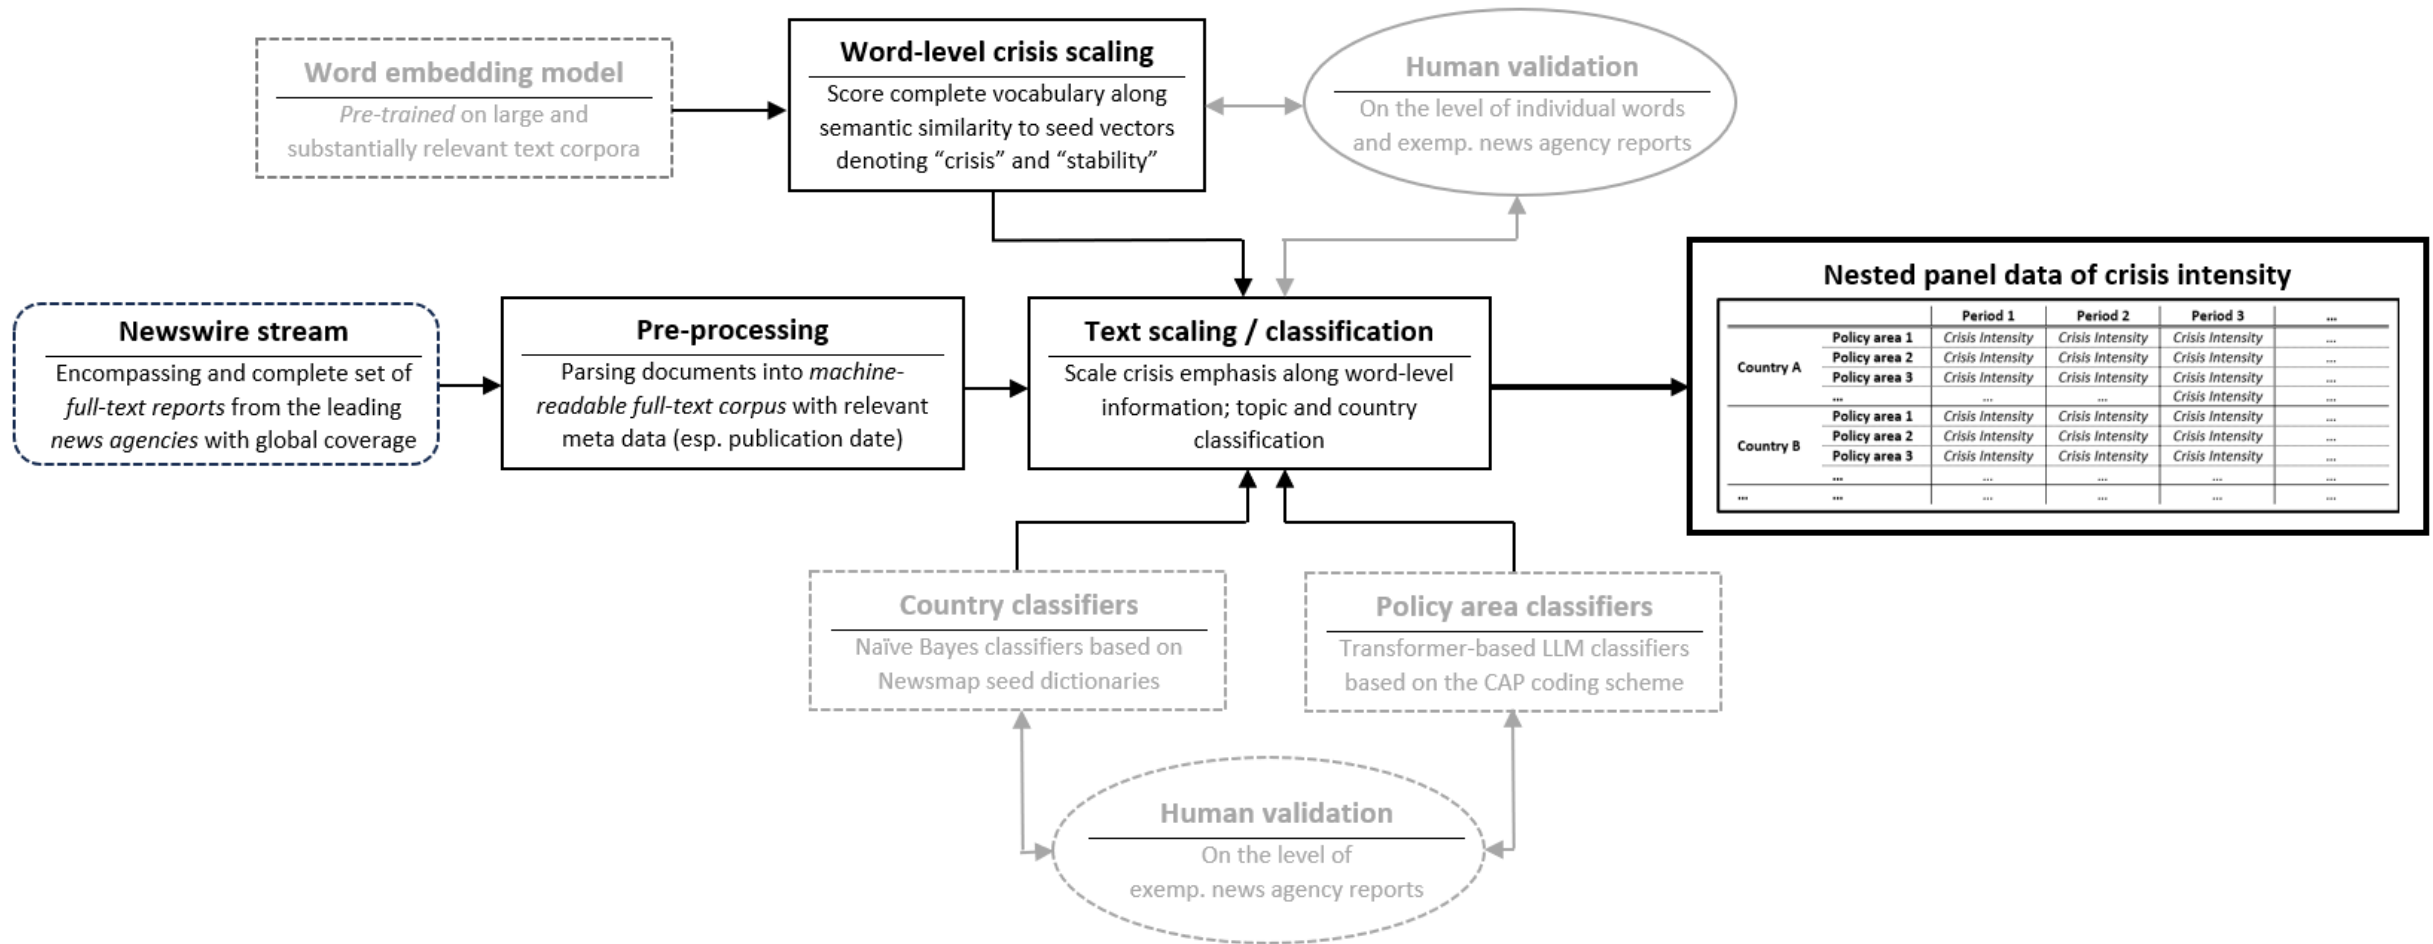 Word embedding model
Pre-trained on large and
substantially relevant text corpora
Word-level crisis scaling
Score complete vocabulary along
semantic similarity to seed vectors
denoting “crisis” and “stability”
Human validation
On the level of individual words
and exemp. news agency reports
Newswire stream
Encompassing and complete set of
full-text reports from the leading
news agencies with global coverage
Pre-processing
Parsing documents into machine-
readable full-text corpus with relevant
meta data (esp. publication date)
Text scaling / classification
Scale crisis emphasis along word-level
information; topic and country
classification
Nested panel data of crisis intensity
Period 1 Period 2 Period 3 ...
Country A
Policy area 1 Crisis Intensity Crisis Intensity Crisis Intensity ...
Policy area 2 Crisis Intensity Crisis Intensity Crisis Intensity ...
Policy area 3 Crisis Intensity Crisis Intensity Crisis Intensity ...
... ... ... Crisis Intensity ...
Country B
Policy area 1 Crisis Intensity Crisis Intensity Crisis Intensity ...
Policy area 2 Crisis Intensity Crisis Intensity Crisis Intensity ...
Policy area 3 Crisis Intensity Crisis Intensity Crisis Intensity ...
... ... ... ... ...
... ... ... ... ... ...
Country classifiers
Naïve Bayes classifiers based on
Newsmap seed dictionaries
Policy area classifiers
Transformer-based LLM classifiers
based on the CAP coding scheme
Human validation
On the level of
exemp. news agency reports